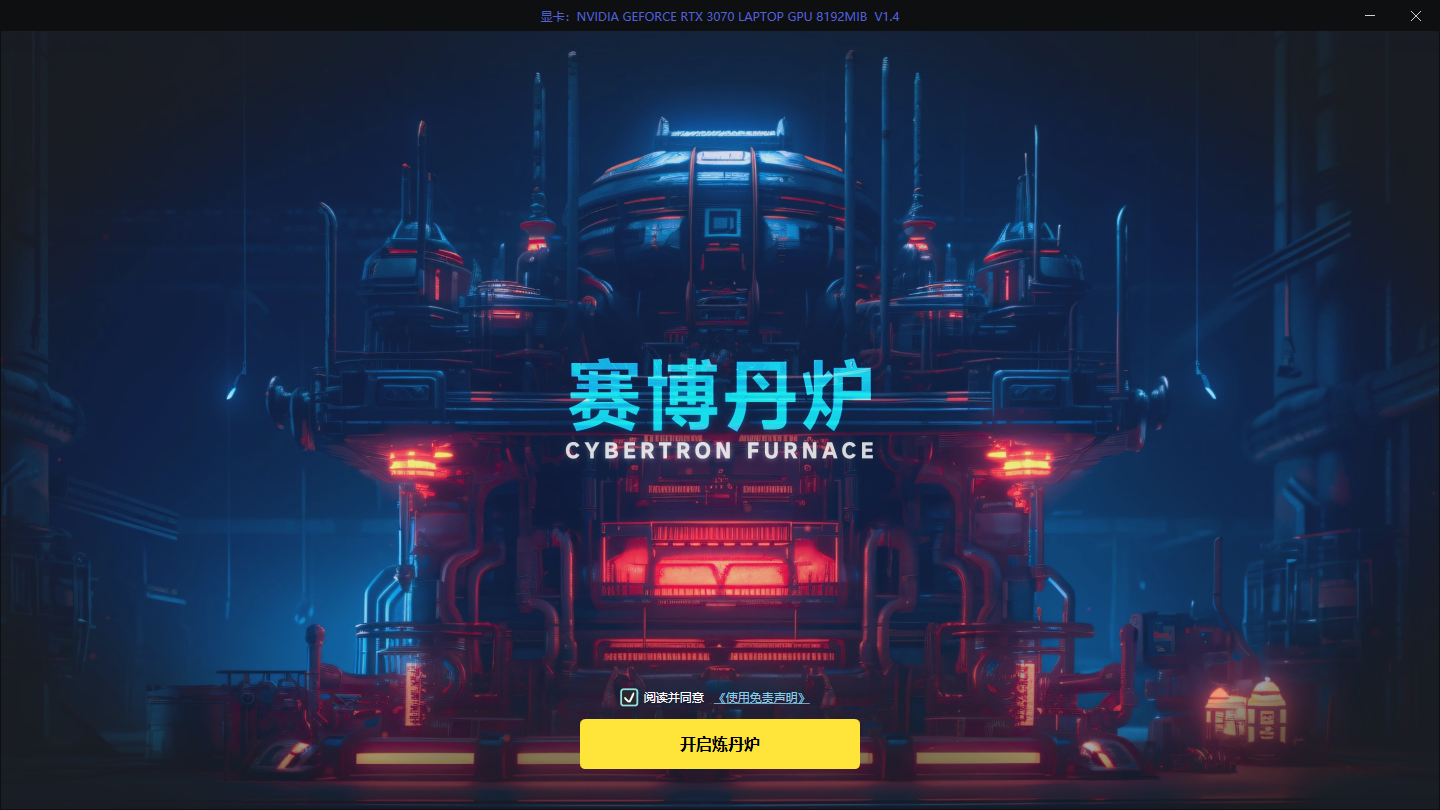 显卡：NVIDIA GEFORCE RTX 3070 LAPTOP GPU 8192MIB V1.4
赛博丹炉
CYBERTRON FURNACE
阅读并同意 《使用免责声明》
开启炼丹炉